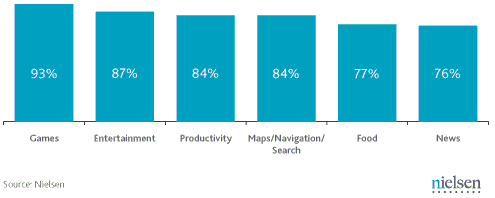 93% 87% 84% 84% 77% 76%
Games Entertainment Productivity Maps/Navigation/ Food News
Search
Source: Nielsen
nielsen